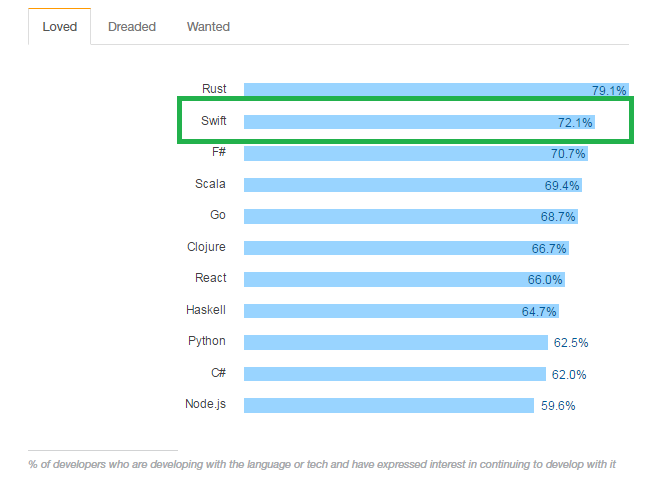 Loved Dreaded Wanted
Rust 79.1%
Swift 72.1%
F# 70.7%
Scala 69.4%
Go 68.7%
Clojure 66.7%
React 66.0%
Haskell 64.7%
Python 62.5%
C# 62.0%
Node.js 59.6%
% of developers who are developing with the language or tech and have expressed interest in continuing to develop with it